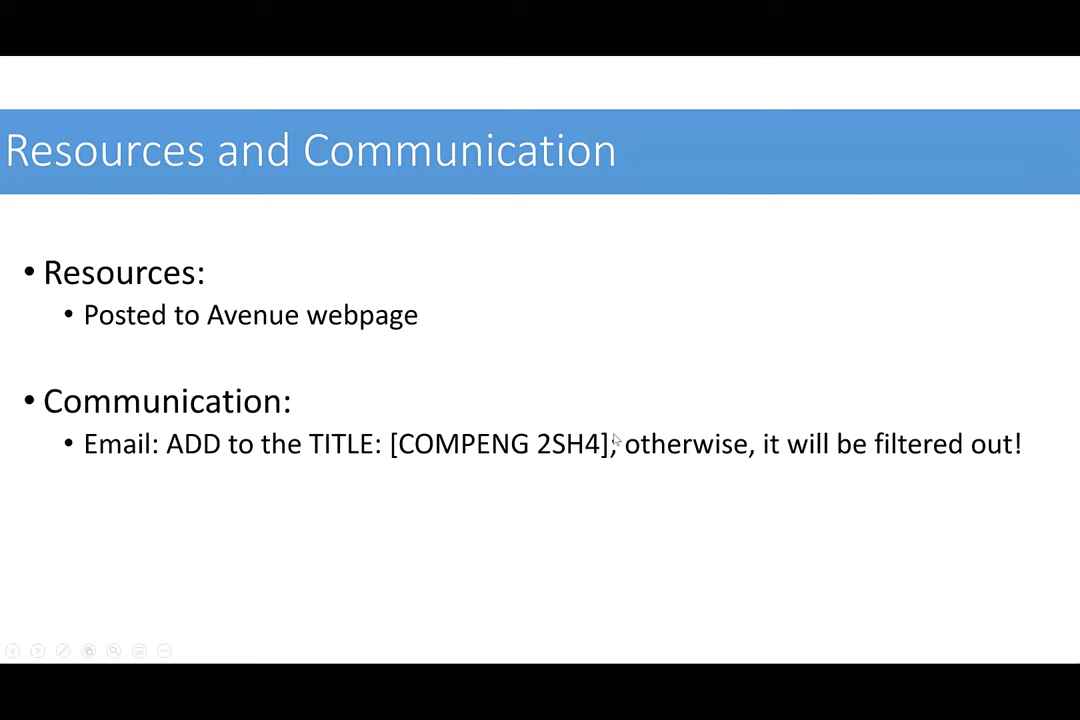 Resources and Communication
• Resources:
• Posted to Avenue webpage
• Communication:
• Email: ADD to the TITLE: [COMPENG 2SH4]; otherwise, it will be filtered out!